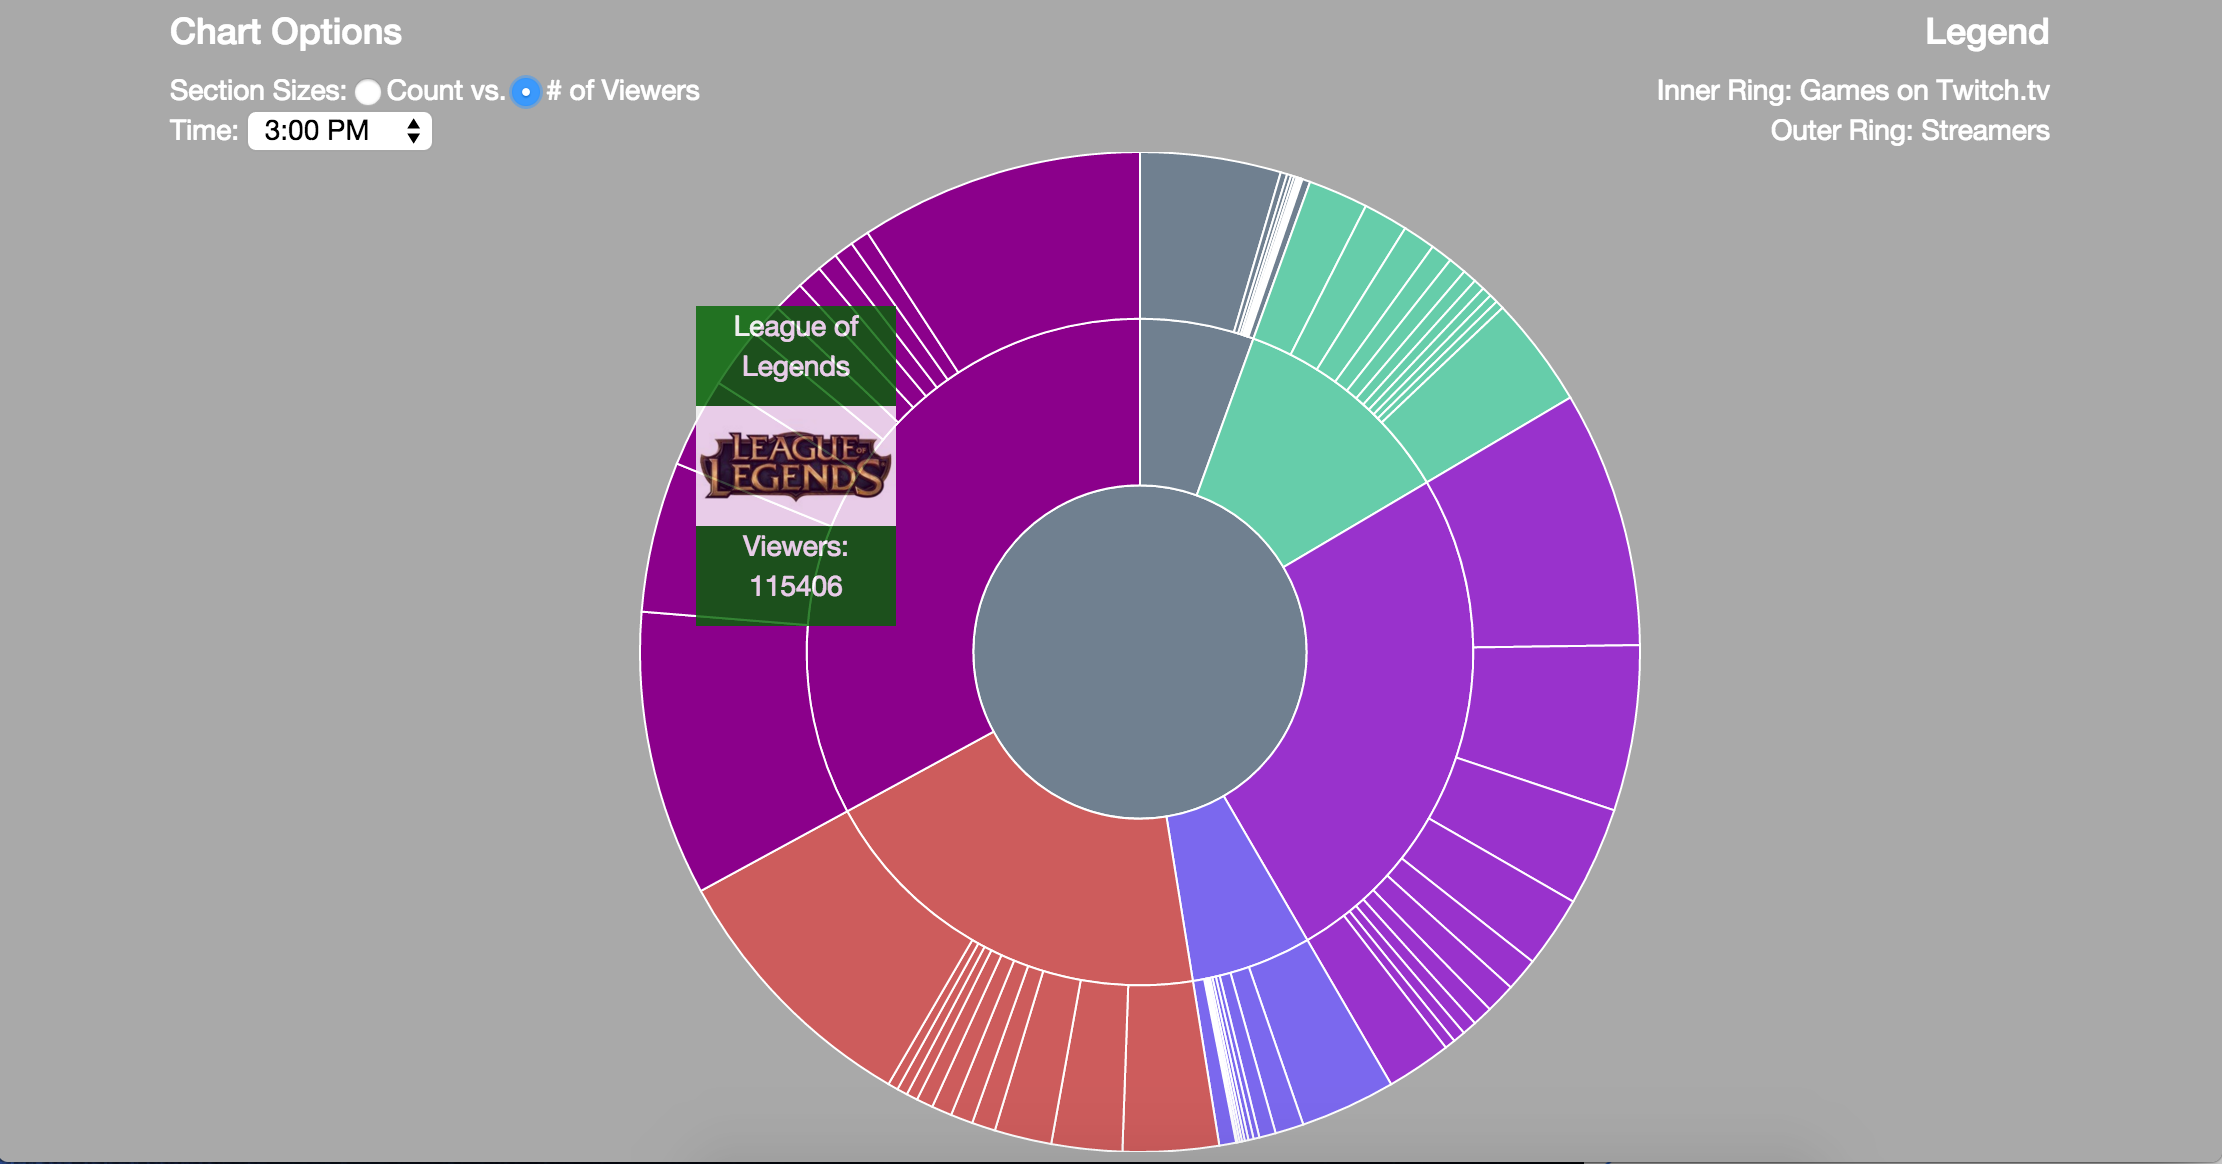 Chart Options
Legend
Section Sizes: Count vs. # of Viewers
Time: 3:00 PM
Inner Ring: Games on Twitch.tv
Outer Ring: Streamers
League of
Legends
LEAGUE OF
LEGENDS
Viewers:
115406